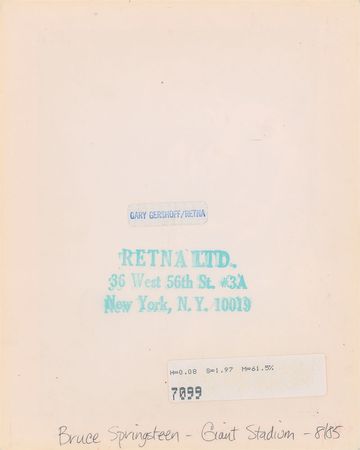 GARY GERSHOFF/RETNA
RETNA LTD.
36 West 56th St. #3A
New York, N.Y. 10019
H=0.08 S=1.97 M=61.5%
7099
Bruce Springsteen - Giant Stadium - 8/85